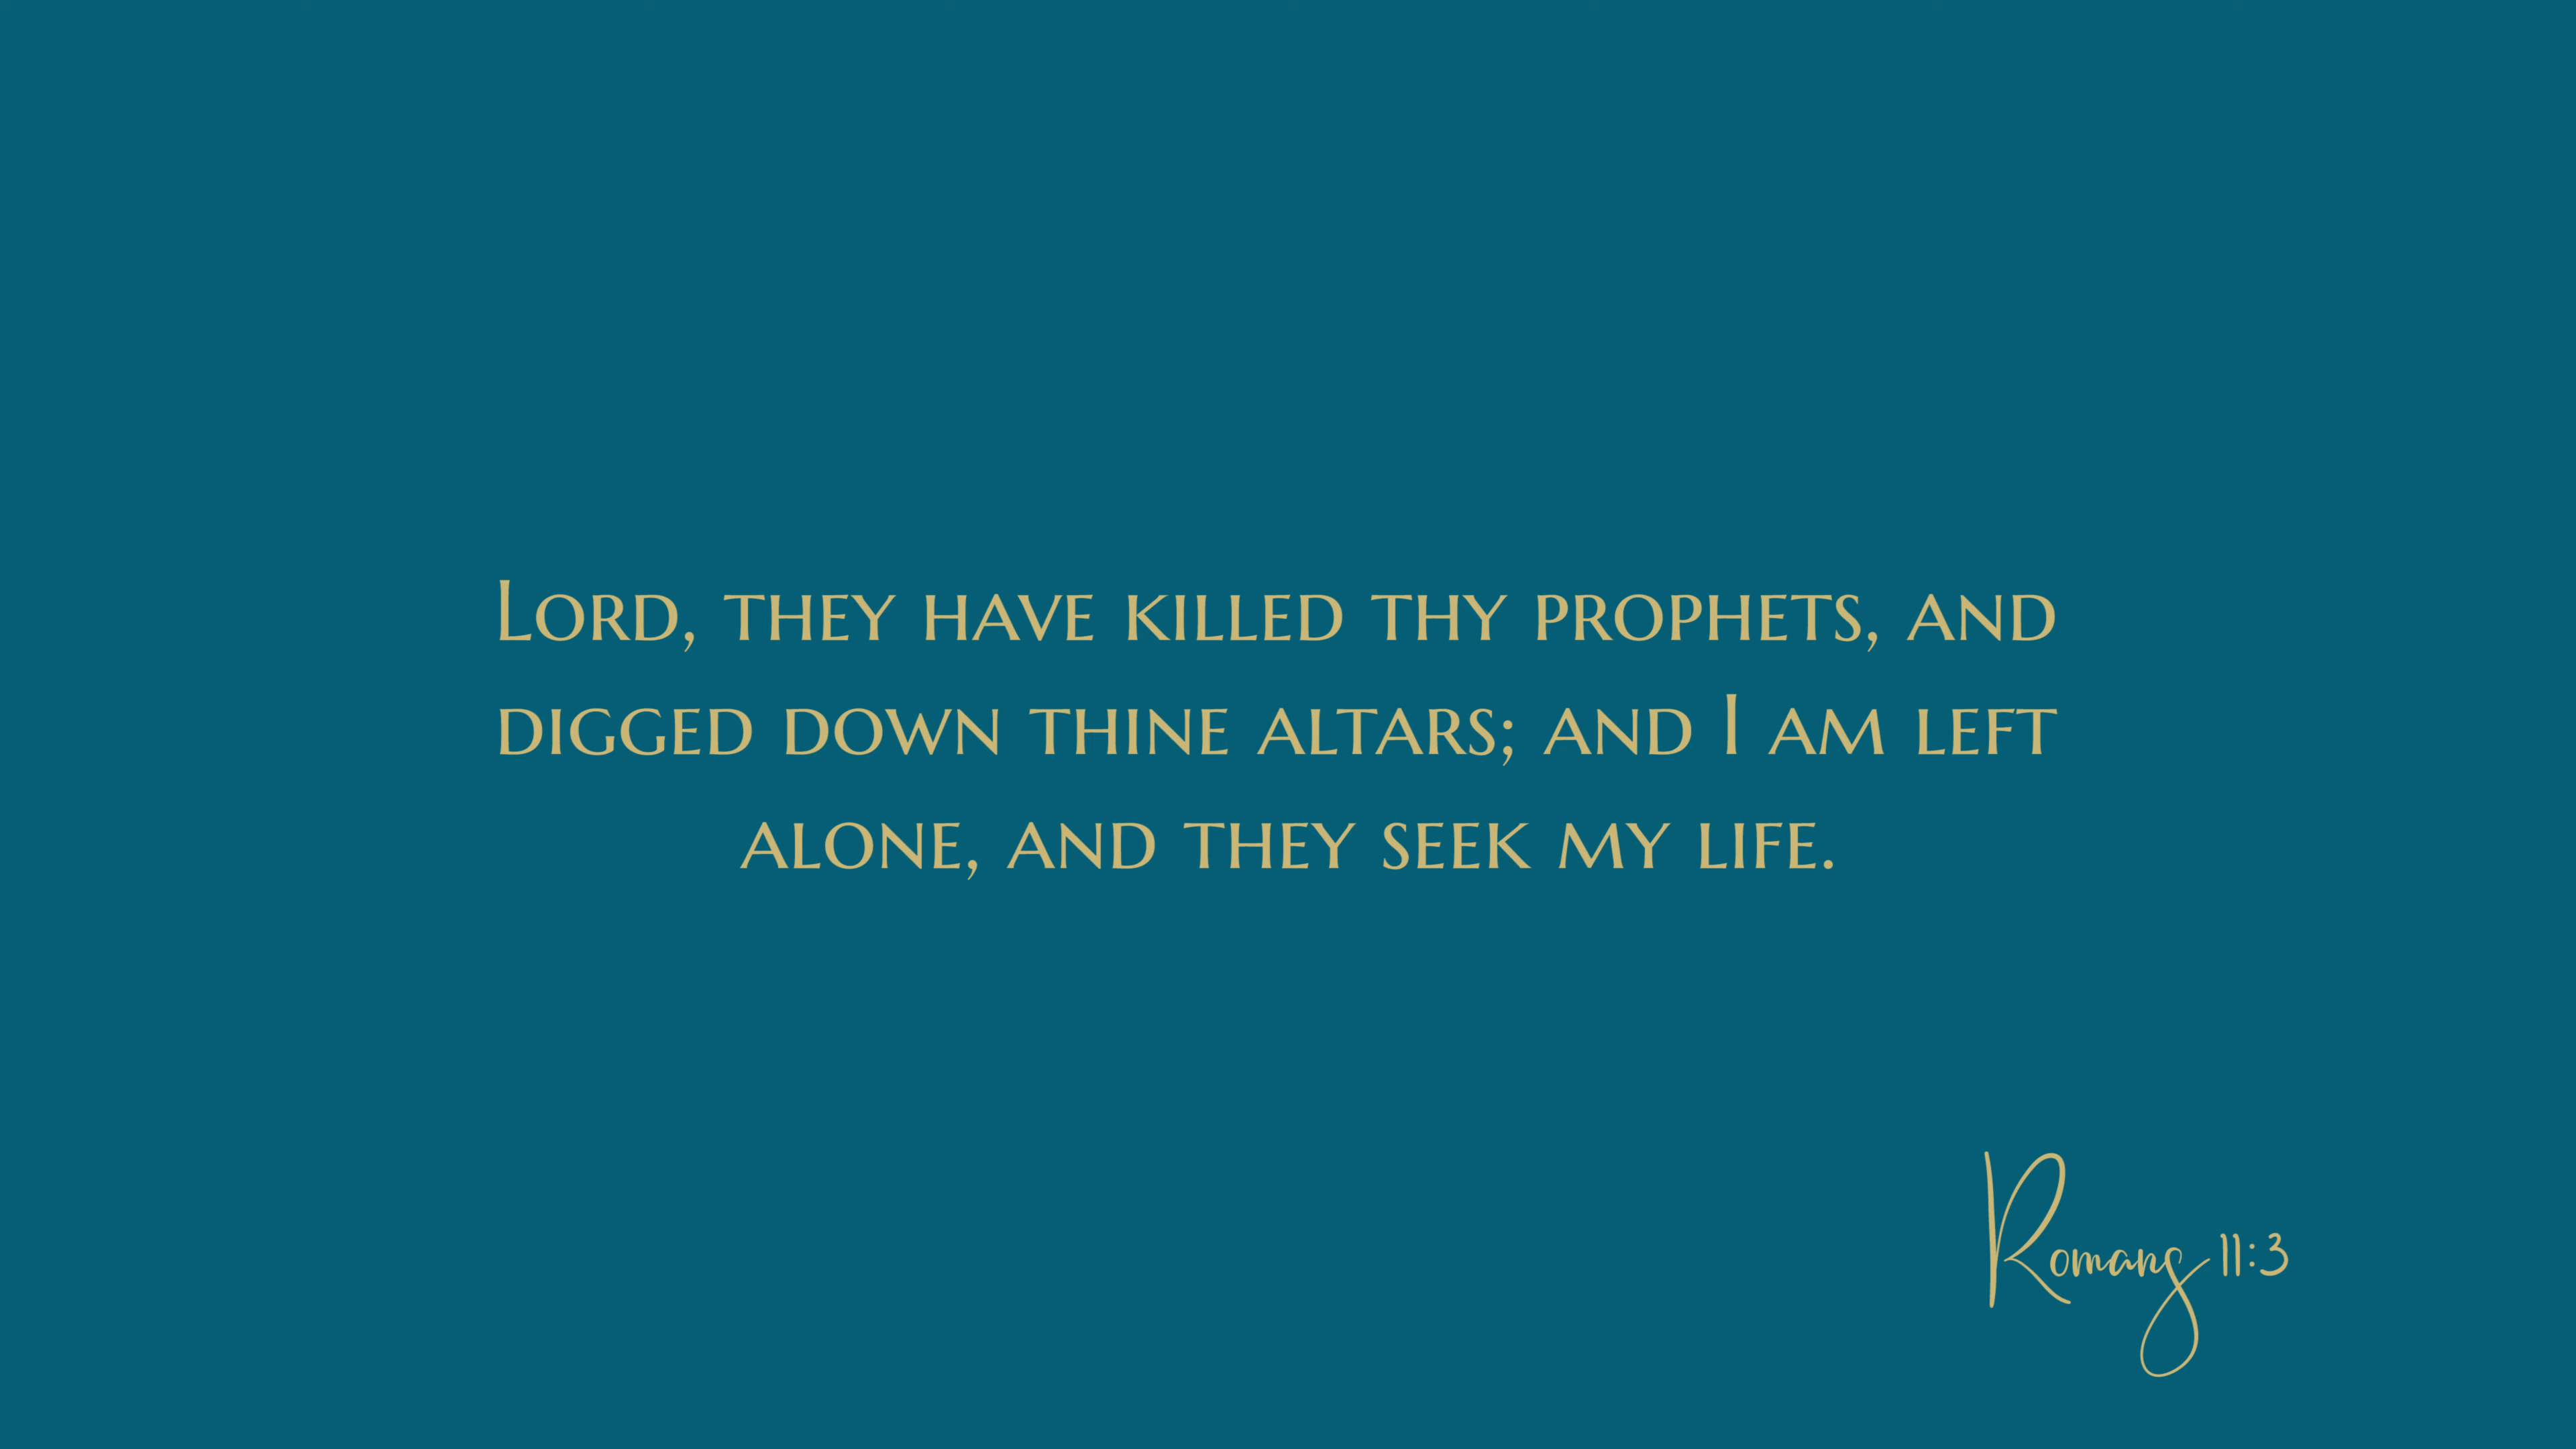 Lord, they have killed thy prophets, and
digged down thine altars; and I am left
alone, and they seek my life.
Romans 11:3